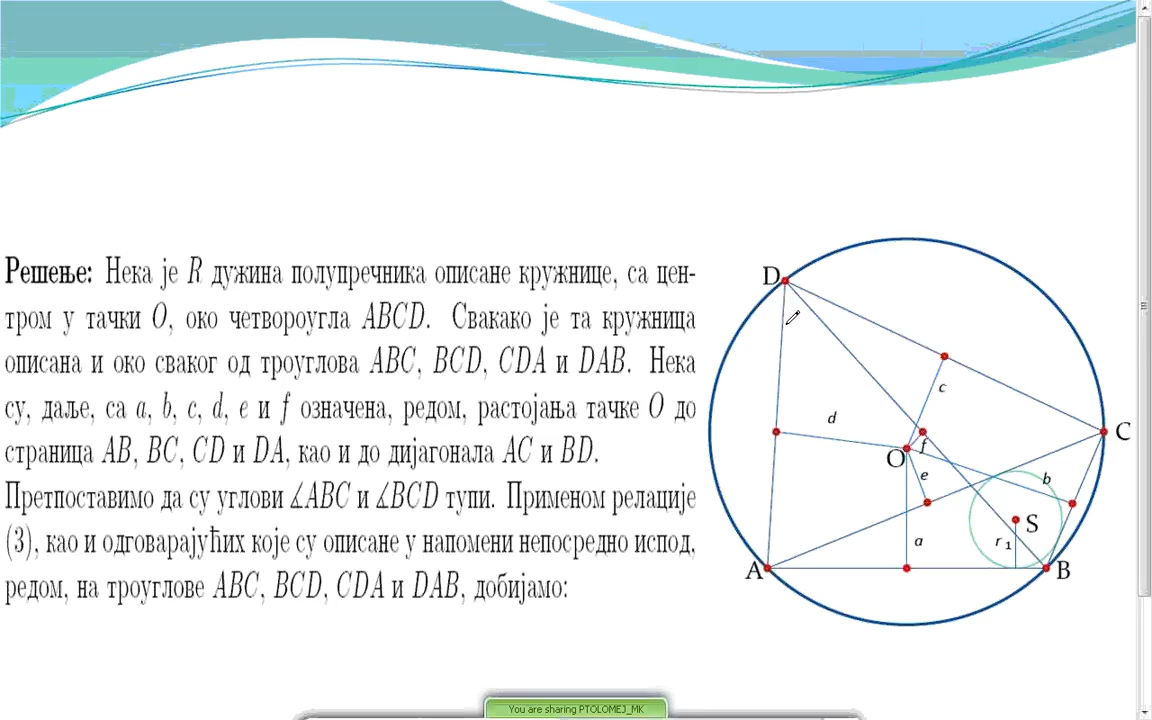 Решење: Нека је R дужина полупречника описане кружнице, са цен-
тром у тачки O, око четвороугла ABCD. Свакако је та кружница
описана и око сваког од троуглова ABC, BCD, CDA и DAB. Нека
су, даље, са a, b, c, d, e и f означена, редом, растојања тачке O до
страница AB, BC, CD и DA, као и до дијагонала AC и BD.
Претпоставимо да су углови ∡ABC и ∡BCD тупи. Применом релације
(3), као и одговарајућих које су описане у напомени непосредно испод,
редом, на троуглове ABC, BCD, CDA и DAB, добијамо:
D
c
d
C
O
f
e
b
S
a
r₁
A
B
You are sharing PTOLOMEJ_MK